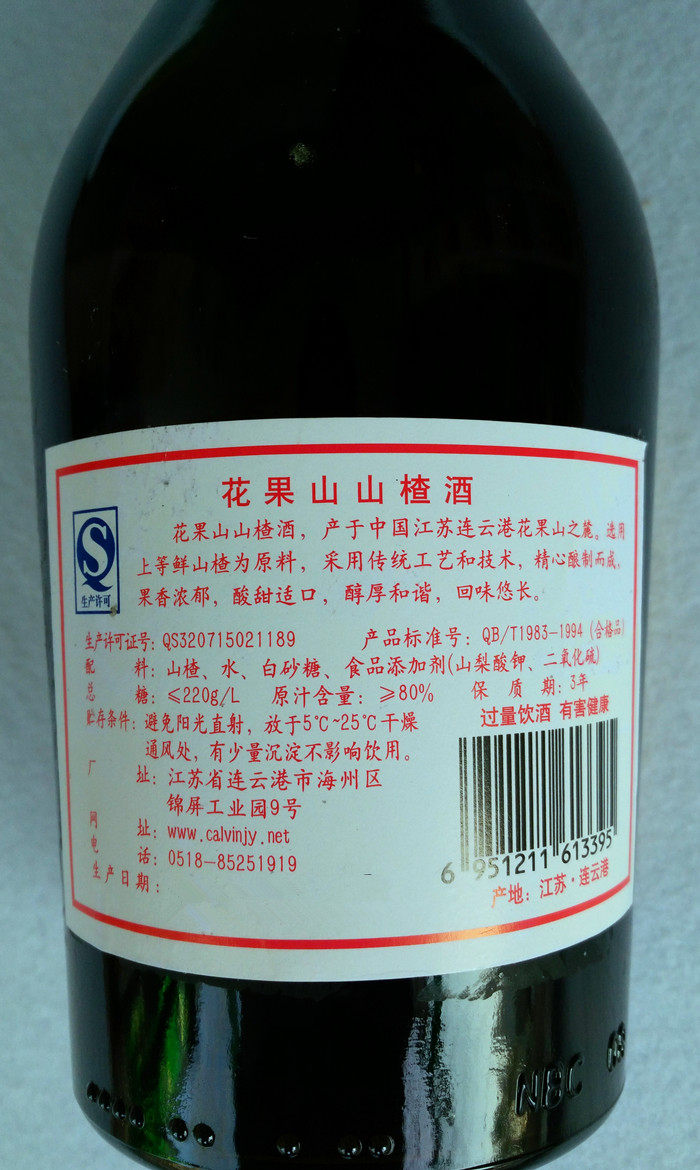 花果山山楂酒
花果山山楂酒，产于中国江苏连云港花果山之麓。选用
上等鲜山楂为原料，采用传统工艺和技术，精心酿制而成，
果香浓郁，酸甜适口，醇厚和谐，回味悠长。
生产许可
生产许可证号：QS320715021189 产品标准号：QB/T1983-1994 (合格品)
配 料：山楂、水、白砂糖、食品添加剂(山梨酸钾、二氧化硫)
总 糖：≤220g/L 原汁含量：≥80% 保 质 期：3年
贮存条件：避免阳光直射，放于5℃~25℃干燥
通风处，有少量沉淀不影响饮用。
过量饮酒 有害健康
厂 址：江苏省连云港市海州区
锦屏工业园9号
网 址：www.calvinjy.net
电 话：0518-85251919
生产日期：
6 951211 613395
产地：江苏·连云港
NBC